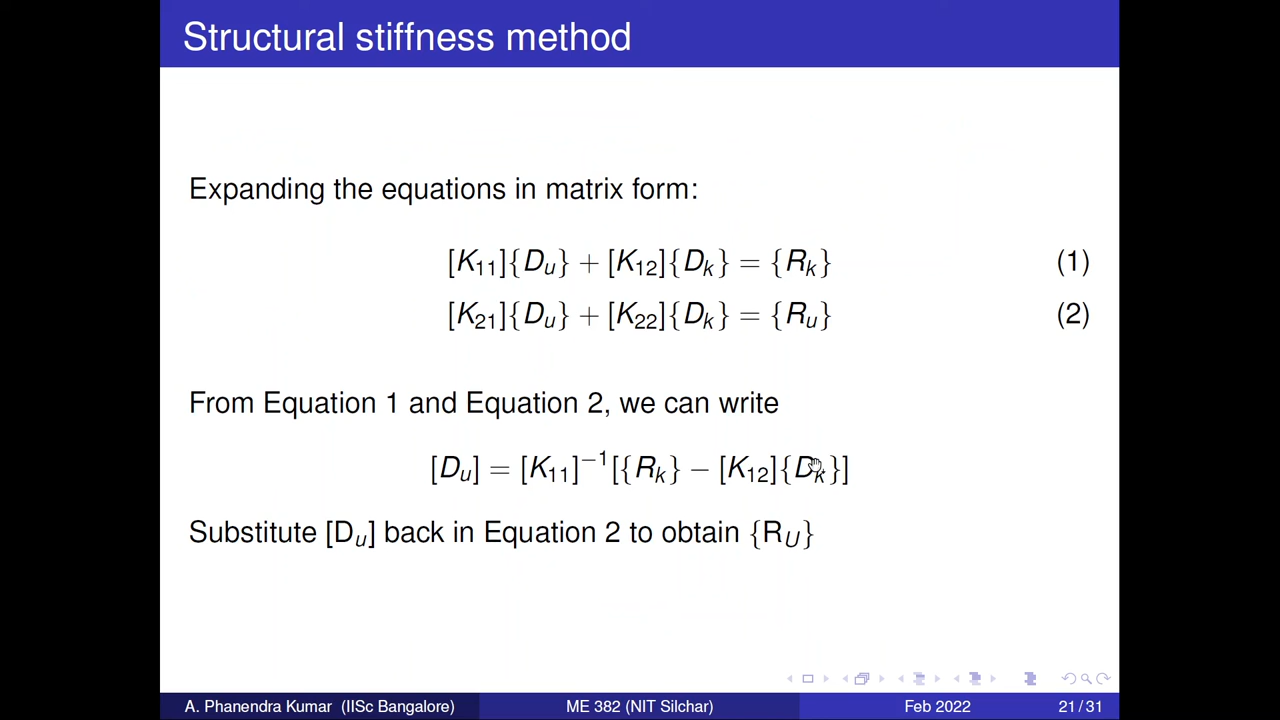 Structural stiffness method
Expanding the equations in matrix form:
[K₁₁]{Dᵤ} + [K₁₂]{Dₖ} = {Rₖ} (1)
[K₂₁]{Dᵤ} + [K₂₂]{Dₖ} = {Rᵤ} (2)
From Equation 1 and Equation 2, we can write
[Dᵤ] = [K₁₁]⁻¹[{Rₖ} − [K₁₂]{Dₖ}]
Substitute [Dᵤ] back in Equation 2 to obtain {R_U}
A. Phanendra Kumar (IISc Bangalore) ME 382 (NIT Silchar) Feb 2022 21 / 31